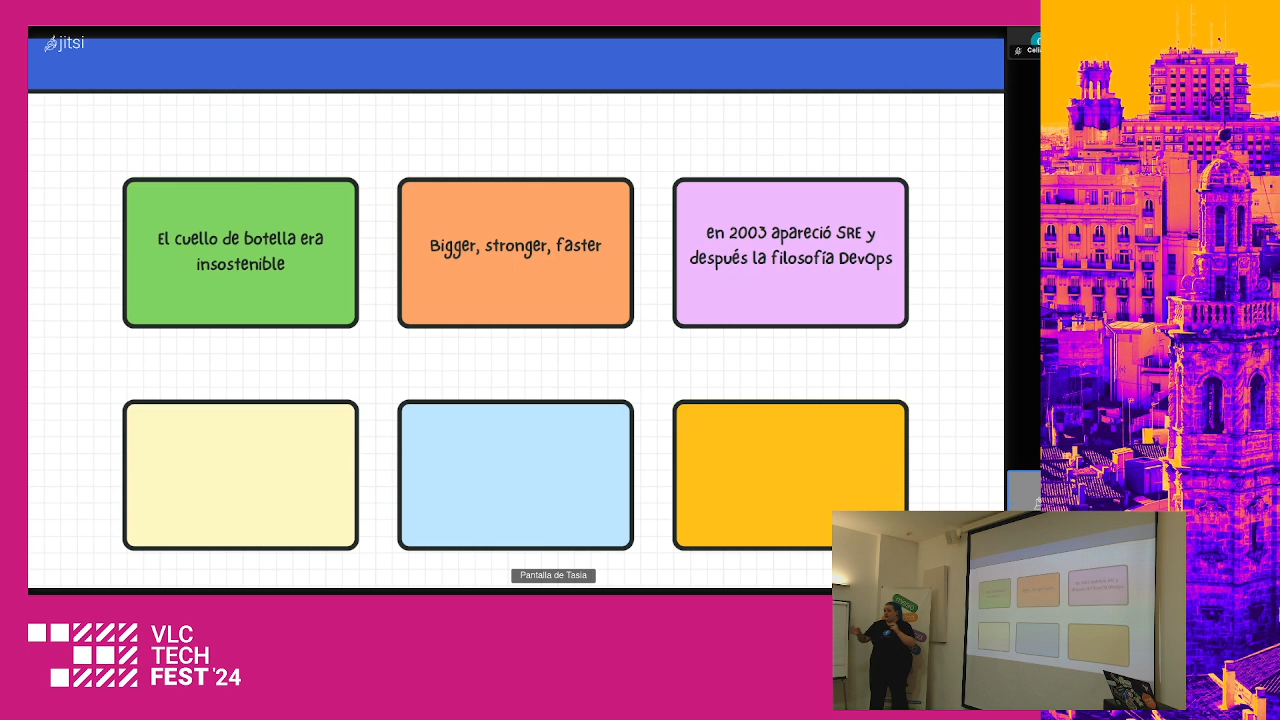 jitsi
El cuello de botella era
insostenible
Bigger, stronger, faster
en 2003 apareció SRE y
después la filosofía DevOps
Pantalla de Tasia
VLC
TECH
FEST '24